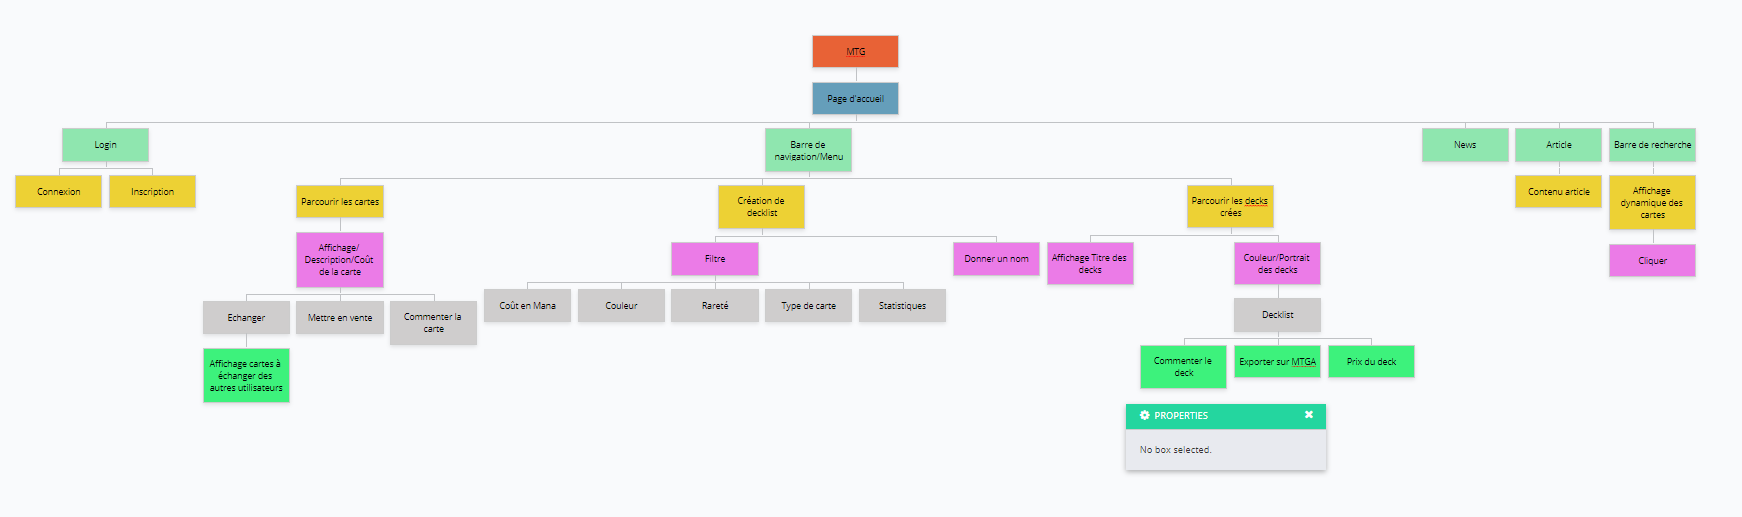 MTG
Page d'accueil
Login
Barre de
navigation/Menu
News
Article
Barre de recherche
Connexion
Inscription
Parcourir les cartes
Création de
decklist
Parcourir les decks
crées
Contenu article
Affichage
dynamique des
cartes
Affichage/
Description/Coût
de la carte
Filtre
Donner un nom
Affichage Titre des
decks
Couleur/Portrait
des decks
Cliquer
Echanger
Mettre en vente
Commenter la
carte
Coût en Mana
Couleur
Rareté
Type de carte
Statistiques
Decklist
Affichage cartes à
échanger des
autres utilisateurs
Commenter le
deck
Exporter sur MTGA
Prix du deck
PROPERTIES
No box selected.